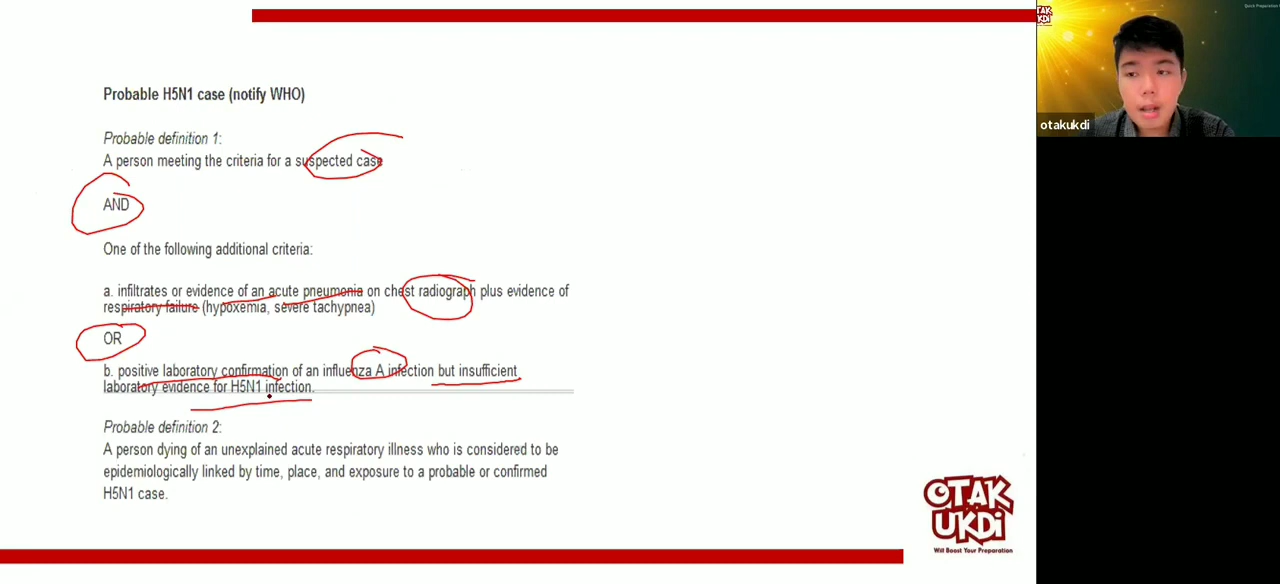 Probable H5N1 case (notify WHO)
Probable definition 1:
A person meeting the criteria for a suspected case
AND
One of the following additional criteria:
a. infiltrates or evidence of an acute pneumonia on chest radiograph plus evidence of
respiratory failure (hypoxemia, severe tachypnea)
OR
b. positive laboratory confirmation of an influenza A infection but insufficient
laboratory evidence for H5N1 infection.
Probable definition 2:
A person dying of an unexplained acute respiratory illness who is considered to be
epidemiologically linked by time, place, and exposure to a probable or confirmed
H5N1 case.
OTAK
UKDI
Will Boost Your Preparation
OTAK
UKDI
Quick Preparation
otakukdi